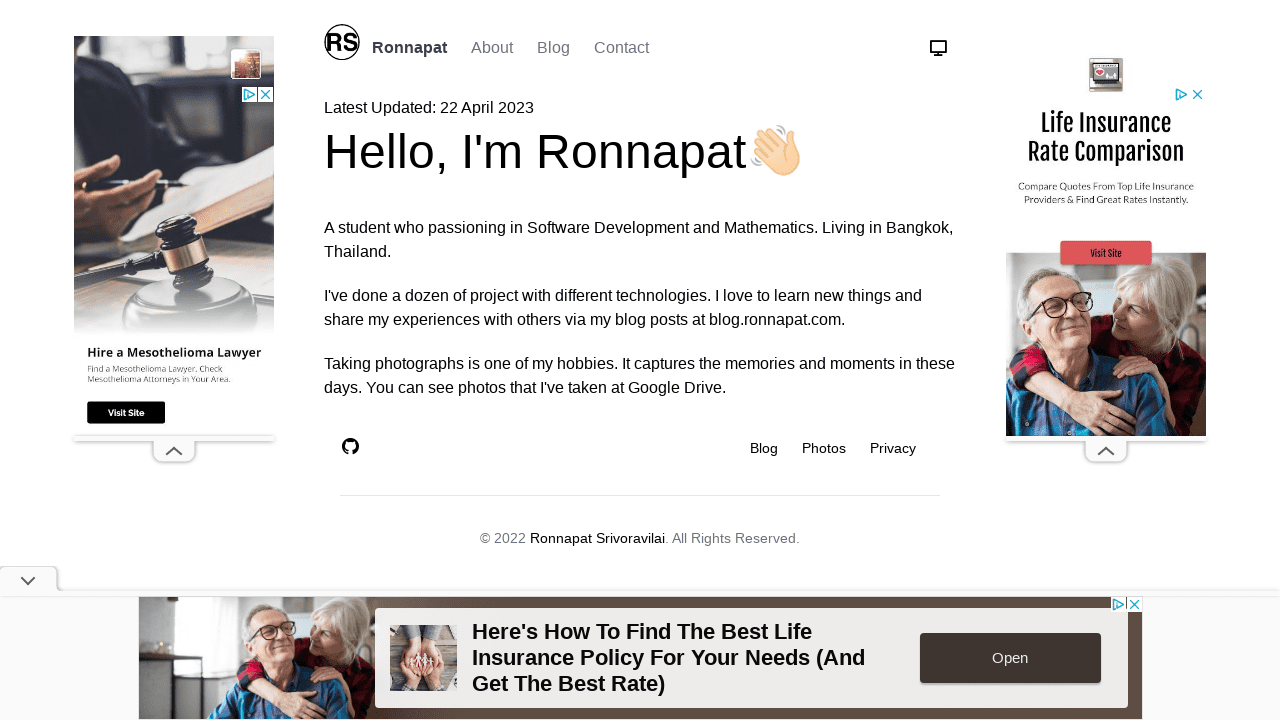 RS
Ronnapat About Blog Contact
Latest Updated: 22 April 2023
Hello, I'm Ronnapat
A student who passioning in Software Development and Mathematics. Living in Bangkok,
Thailand.
I've done a dozen of project with different technologies. I love to learn new things and
share my experiences with others via my blog posts at blog.ronnapat.com.
Taking photographs is one of my hobbies. It captures the memories and moments in these
days. You can see photos that I've taken at Google Drive.
Blog Photos Privacy
© 2022 Ronnapat Srivoravilai. All Rights Reserved.
Hire a Mesothelioma Lawyer
Find a Mesothelioma Lawyer. Check
Mesothelioma Attorneys in Your Area.
Visit Site
Life Insurance
Rate Comparison
Compare Quotes From Top Life Insurance
Providers & Find Great Rates Instantly.
Visit Site
Here's How To Find The Best Life
Insurance Policy For Your Needs (And
Get The Best Rate)
Open